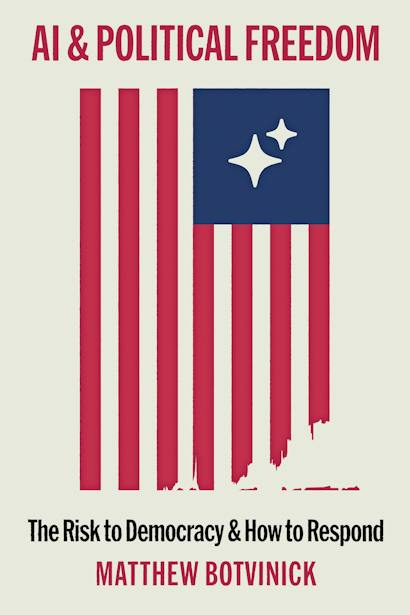 AI & POLITICAL FREEDOM
The Risk to Democracy & How to Respond
MATTHEW BOTVINICK